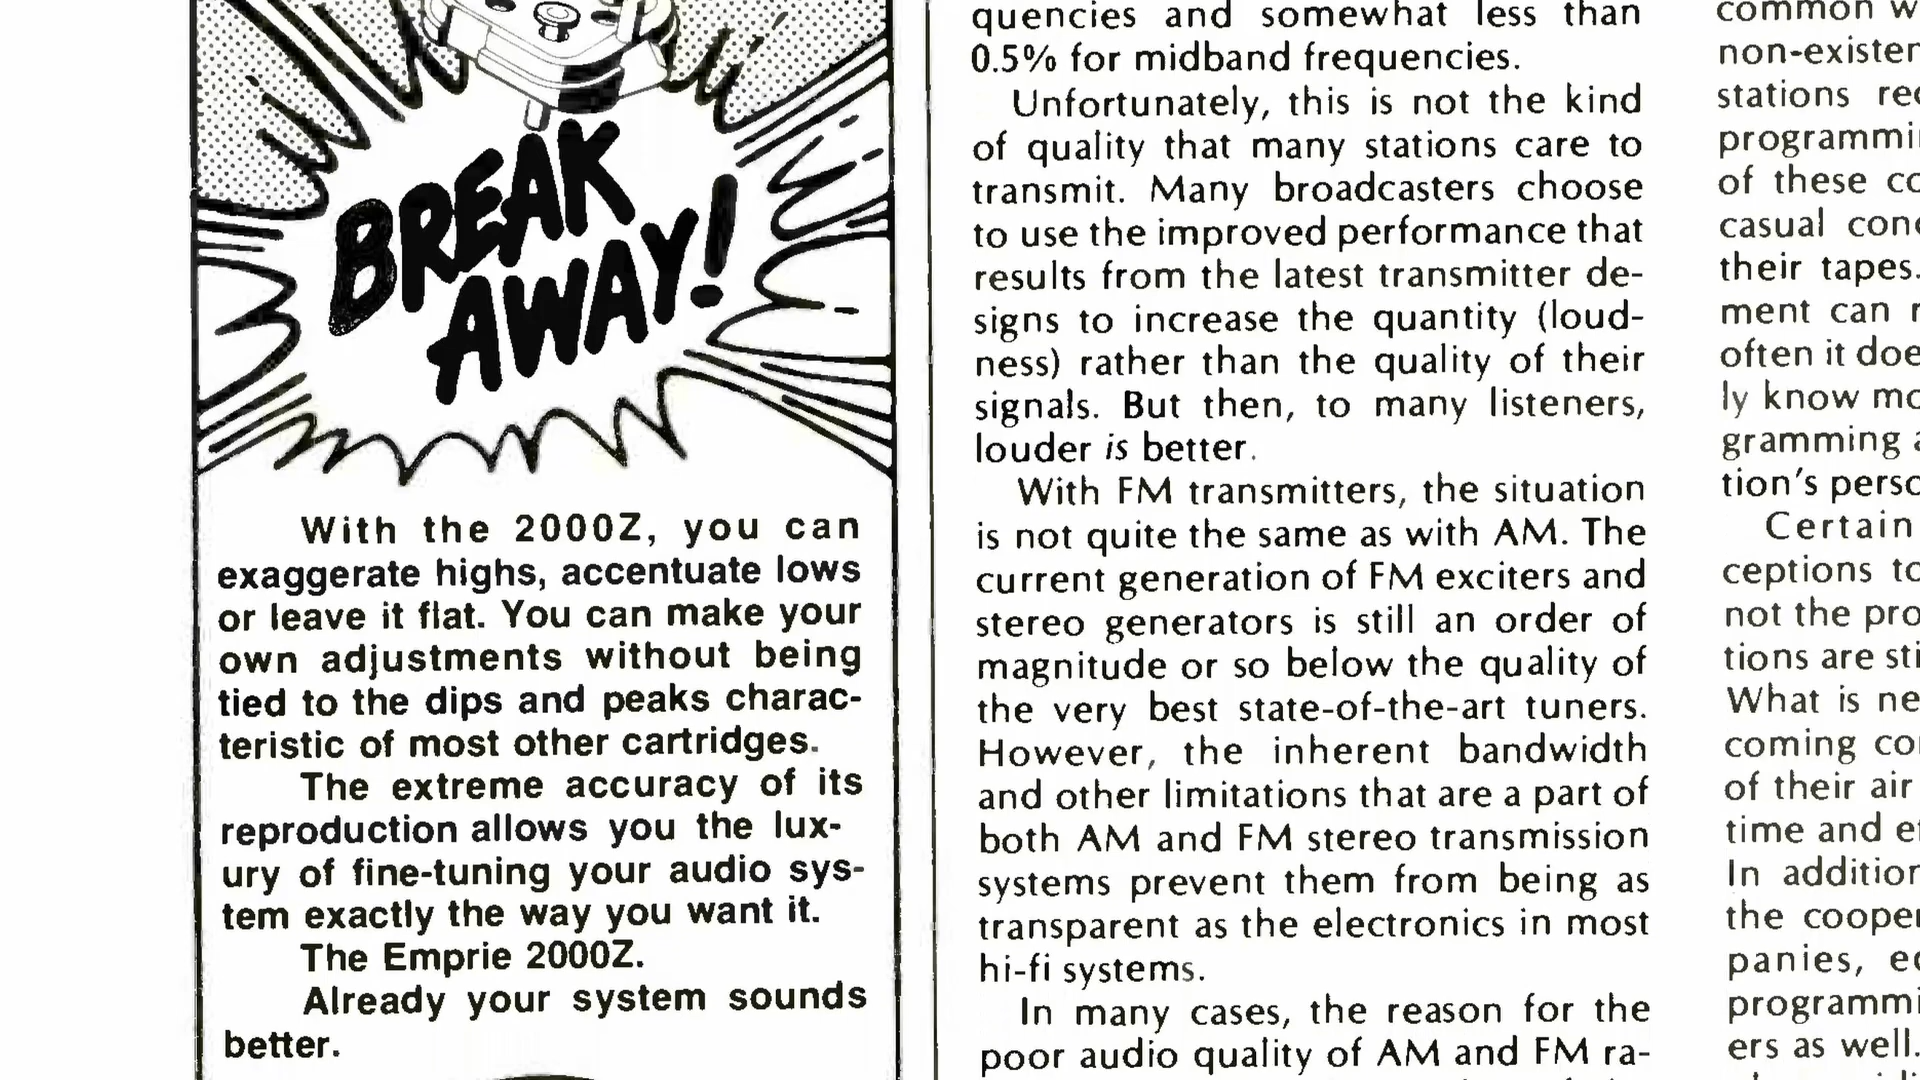 BREAK
AWAY!
With the 2000Z, you can
exaggerate highs, accentuate lows
or leave it flat. You can make your
own adjustments without being
tied to the dips and peaks charac-
teristic of most other cartridges.
The extreme accuracy of its
reproduction allows you the lux-
ury of fine-tuning your audio sys-
tem exactly the way you want it.
The Emprie 2000Z.
Already your system sounds
better.
quencies and somewhat less than
0.5% for midband frequencies.
Unfortunately, this is not the kind
of quality that many stations care to
transmit. Many broadcasters choose
to use the improved performance that
results from the latest transmitter de-
signs to increase the quantity (loud-
ness) rather than the quality of their
signals. But then, to many listeners,
louder is better.
With FM transmitters, the situation
is not quite the same as with AM. The
current generation of FM exciters and
stereo generators is still an order of
magnitude or so below the quality of
the very best state-of-the-art tuners.
However, the inherent bandwidth
and other limitations that are a part of
both AM and FM stereo transmission
systems prevent them from being as
transparent as the electronics in most
hi-fi systems.
In many cases, the reason for the
poor audio quality of AM and FM ra-
common
non-existen
stations
programmi
of these
casual
their tapes.
ment can
often it doe
ly know
gramming
tion's
Certain
ceptions
not the
tions are
What is
coming
of their air
time and
In
the
panies,
programmi
ers as well.